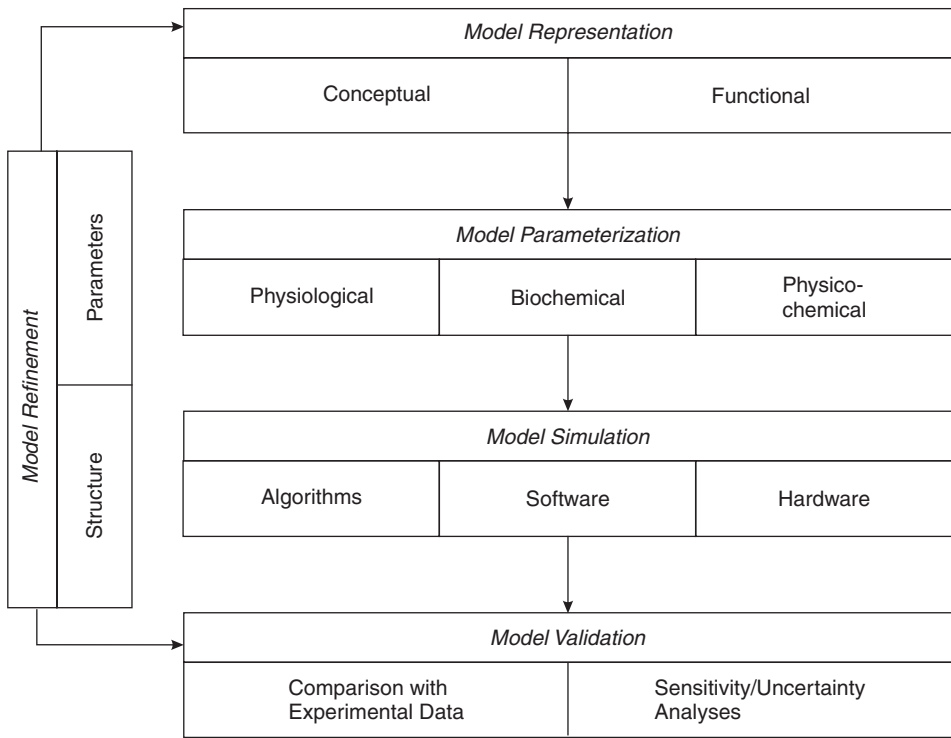 Model Representation
Conceptual
Functional
Model Refinement
Parameters
Structure
Model Parameterization
Physiological
Biochemical
Physico-
chemical
Model Simulation
Algorithms
Software
Hardware
Model Validation
Comparison with
Experimental Data
Sensitivity/Uncertainty
Analyses